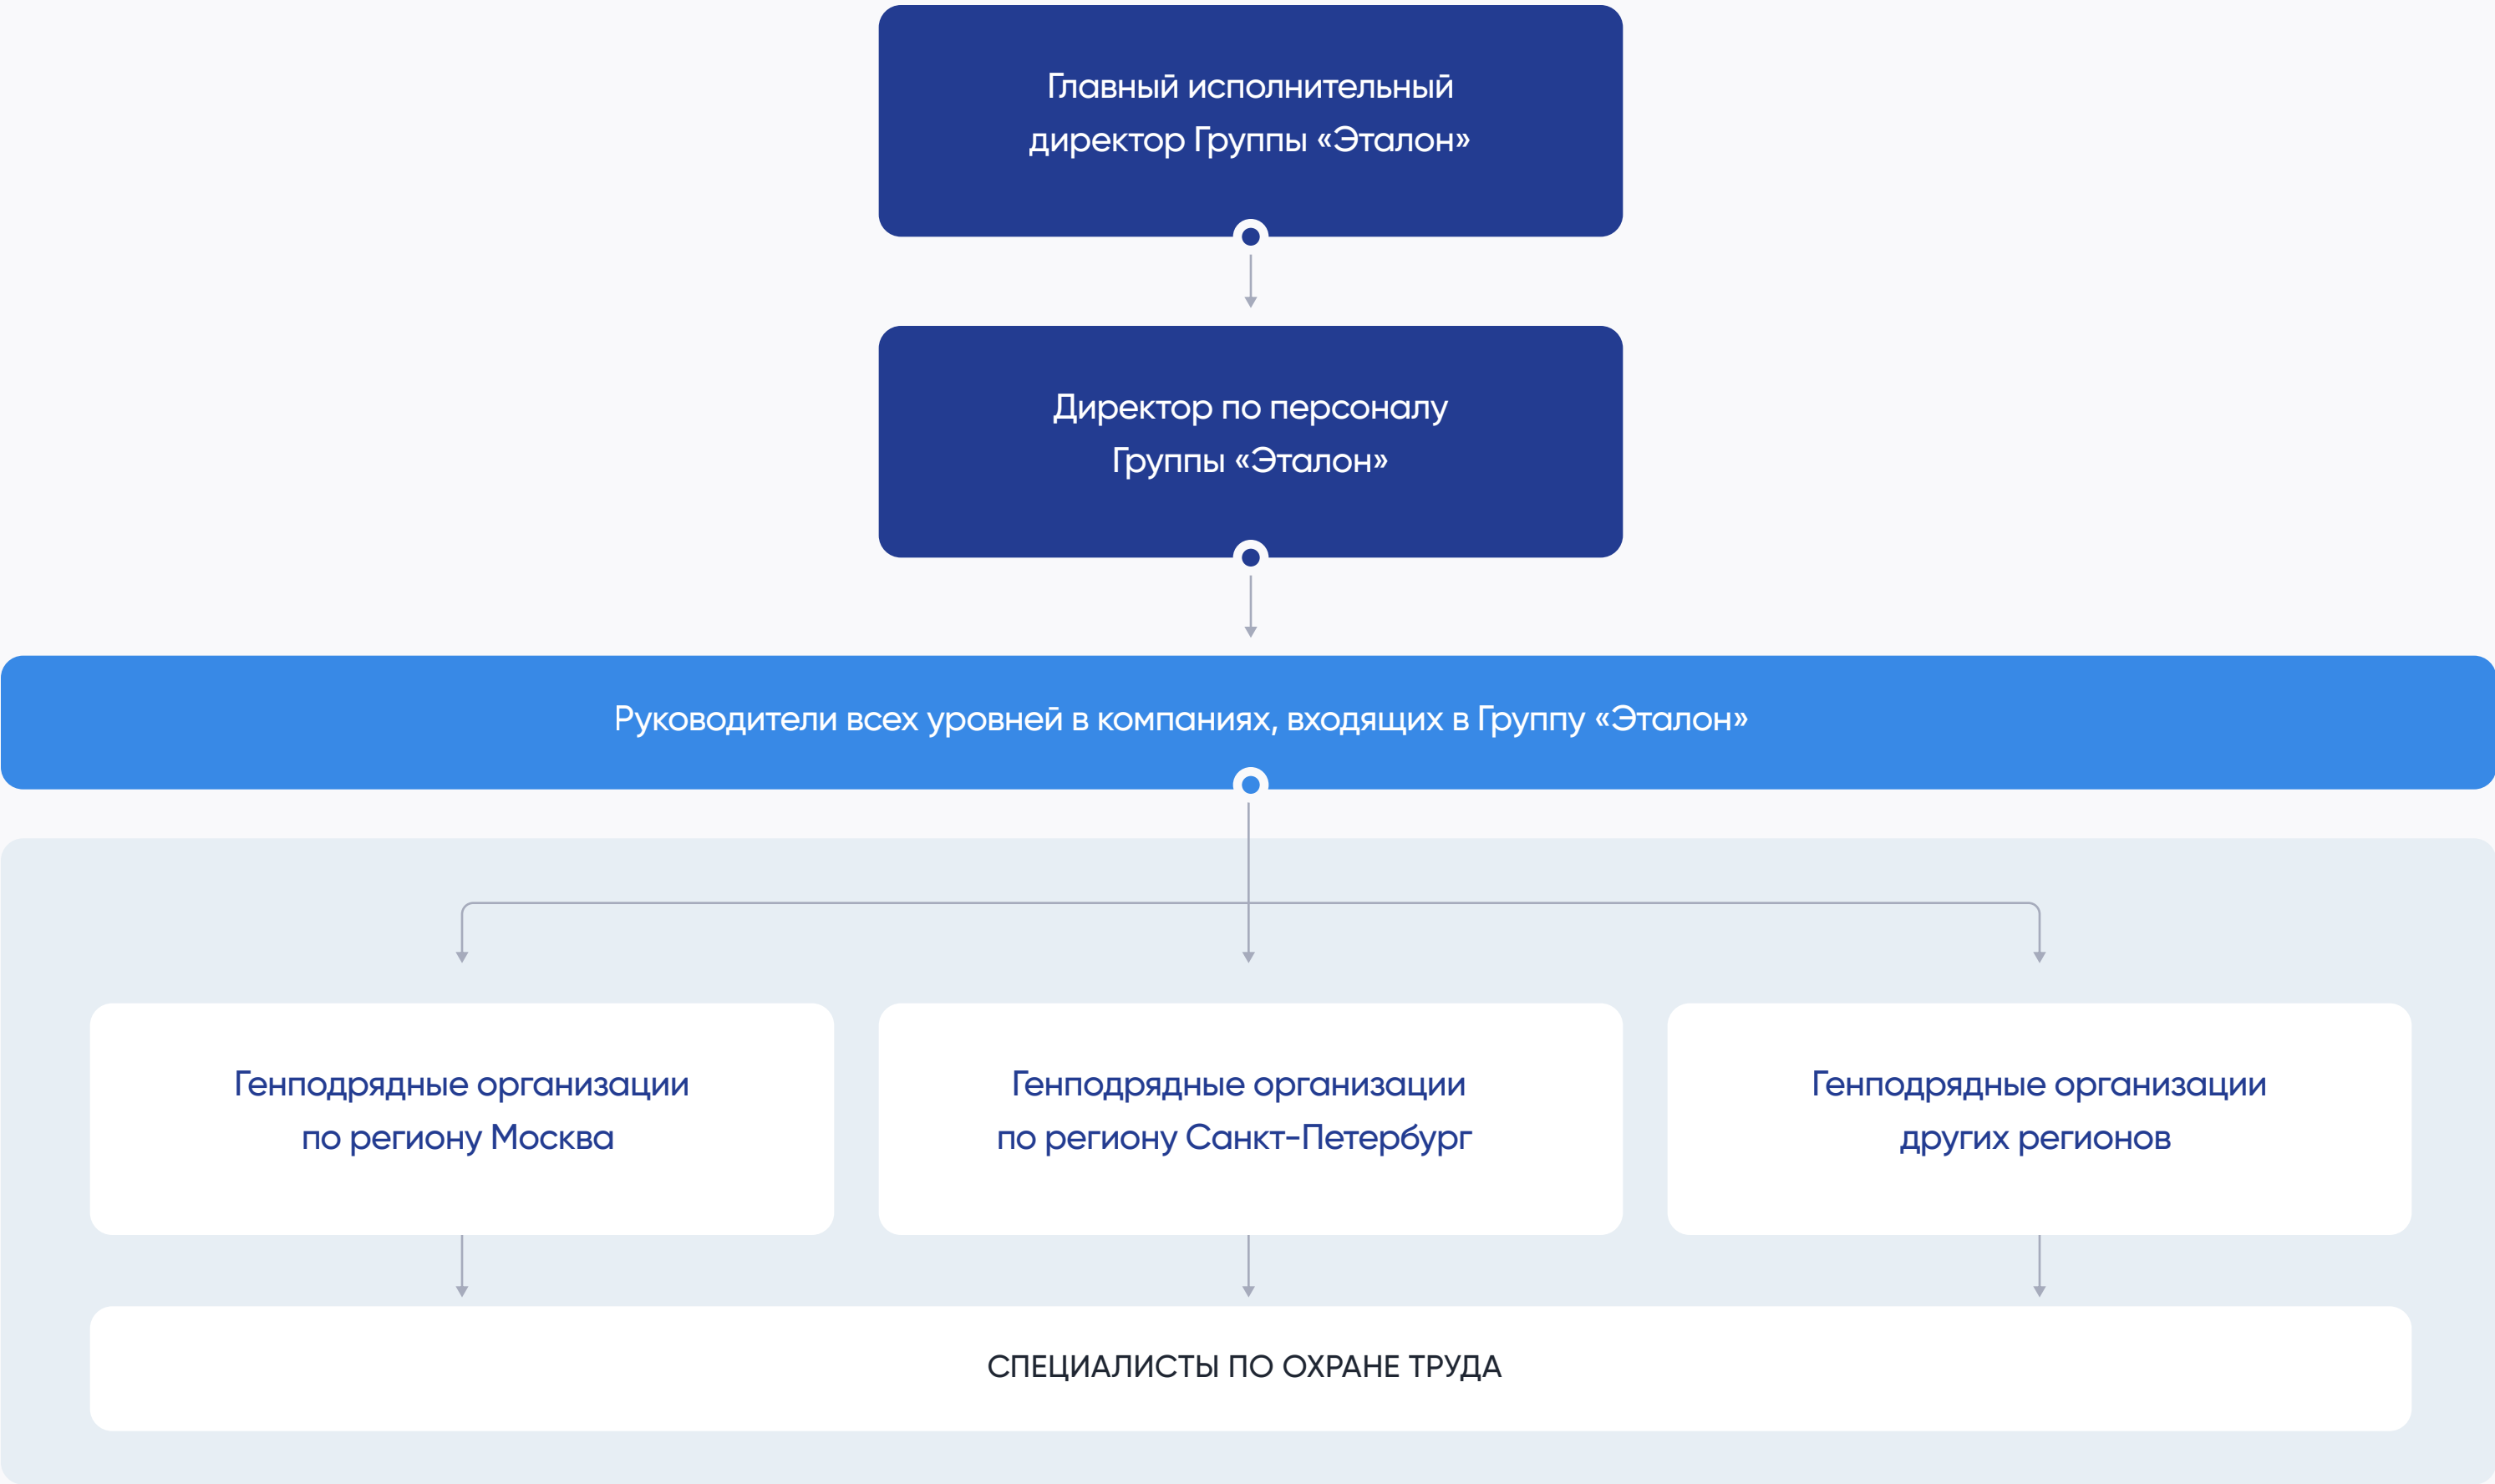 Главный исполнительный
директор Группы «Эталон»
Директор по персоналу
Группы «Эталон»
Руководители всех уровней в компаниях, входящих в Группу «Эталон»
Генподрядные организации
по региону Москва
Генподрядные организации
по региону Санкт-Петербург
Генподрядные организации
других регионов
СПЕЦИАЛИСТЫ ПО ОХРАНЕ ТРУДА